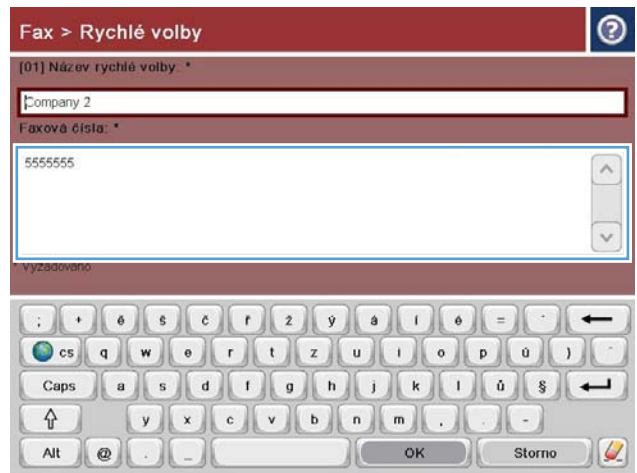 Fax > Rychlé volby
[01] Název rychlé volby: *
Company 2
Faxová čísla: *
5555555
* Vyžadováno
; + ě š č ř ž ý á í é = ´
cs q w e r t z u i o p ú )
Caps a s d f g h j k l ů §
y x c v b n m , . -
Alt @ . _ OK Storno